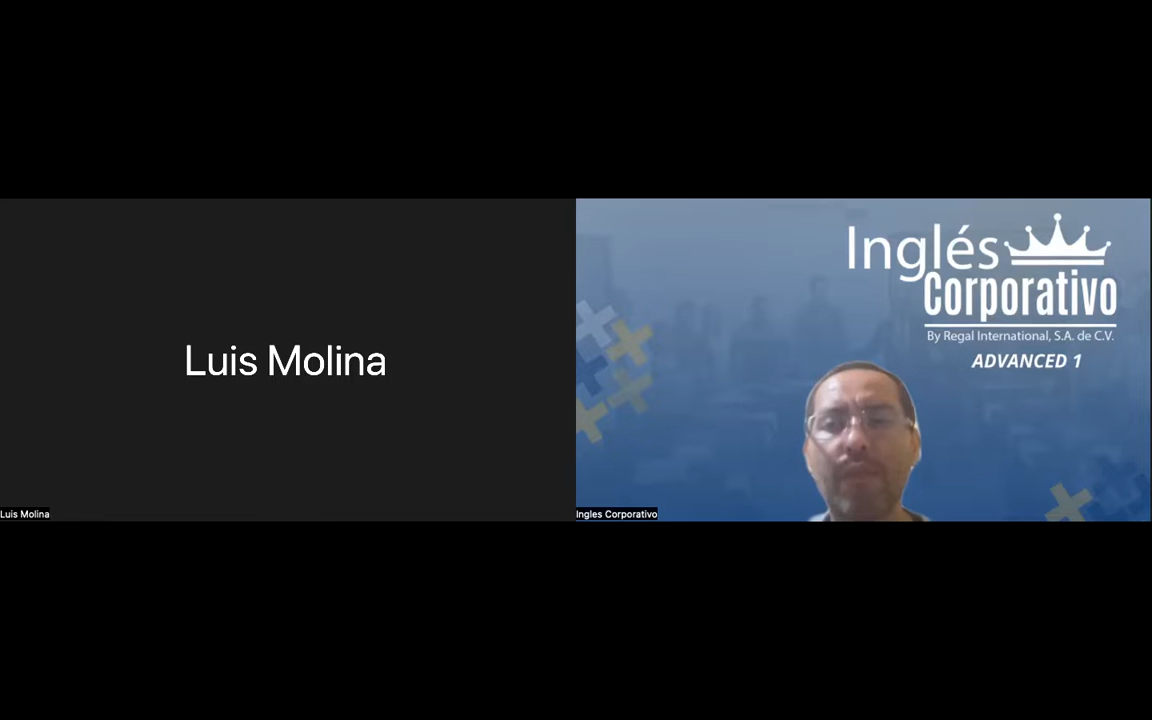 Luis Molina
Luis Molina
Inglés
Corporativo
By Regal International, S.A. de C.V.
ADVANCED 1
Ingles Corporativo